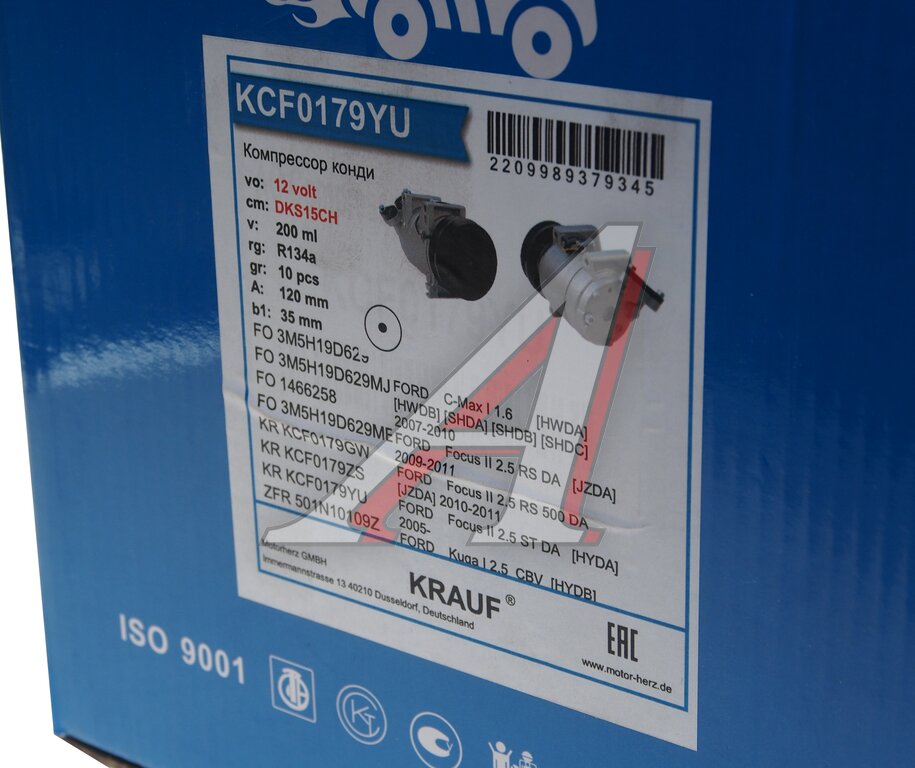 KCF0179YU
2209989379345
Компрессор конди
vo: 12 volt
cm: DKS15CH
v: 200 ml
rg: R134a
gr: 10 pcs
A: 120 mm
b1: 35 mm
FO 3M5H19D629
FO 3M5H19D629MJ
FO 1466258
FO 3M5H19D629ME
KR KCF0179GW
KR KCF0179ZS
KR KCF0179YU
ZFR 501N10109Z
FORD C-Max I 1.6 [HWDA]
[HWDB] [SHDA] [SHDB] [SHDC]
2007-2010
FORD Focus II 2.5 RS DA [JZDA]
2009-2011
FORD Focus II 2.5 RS 500 DA
[JZDA] 2010-2011
FORD Focus II 2.5 ST DA [HYDA]
2005-
FORD Kuga I 2.5 CBV [HYDB]
Motorherz GMBH
Immermannstrasse 13 40210 Dusseldorf, Deutschland
KRAUF®
EAC
www.motor-herz.de
ISO 9001